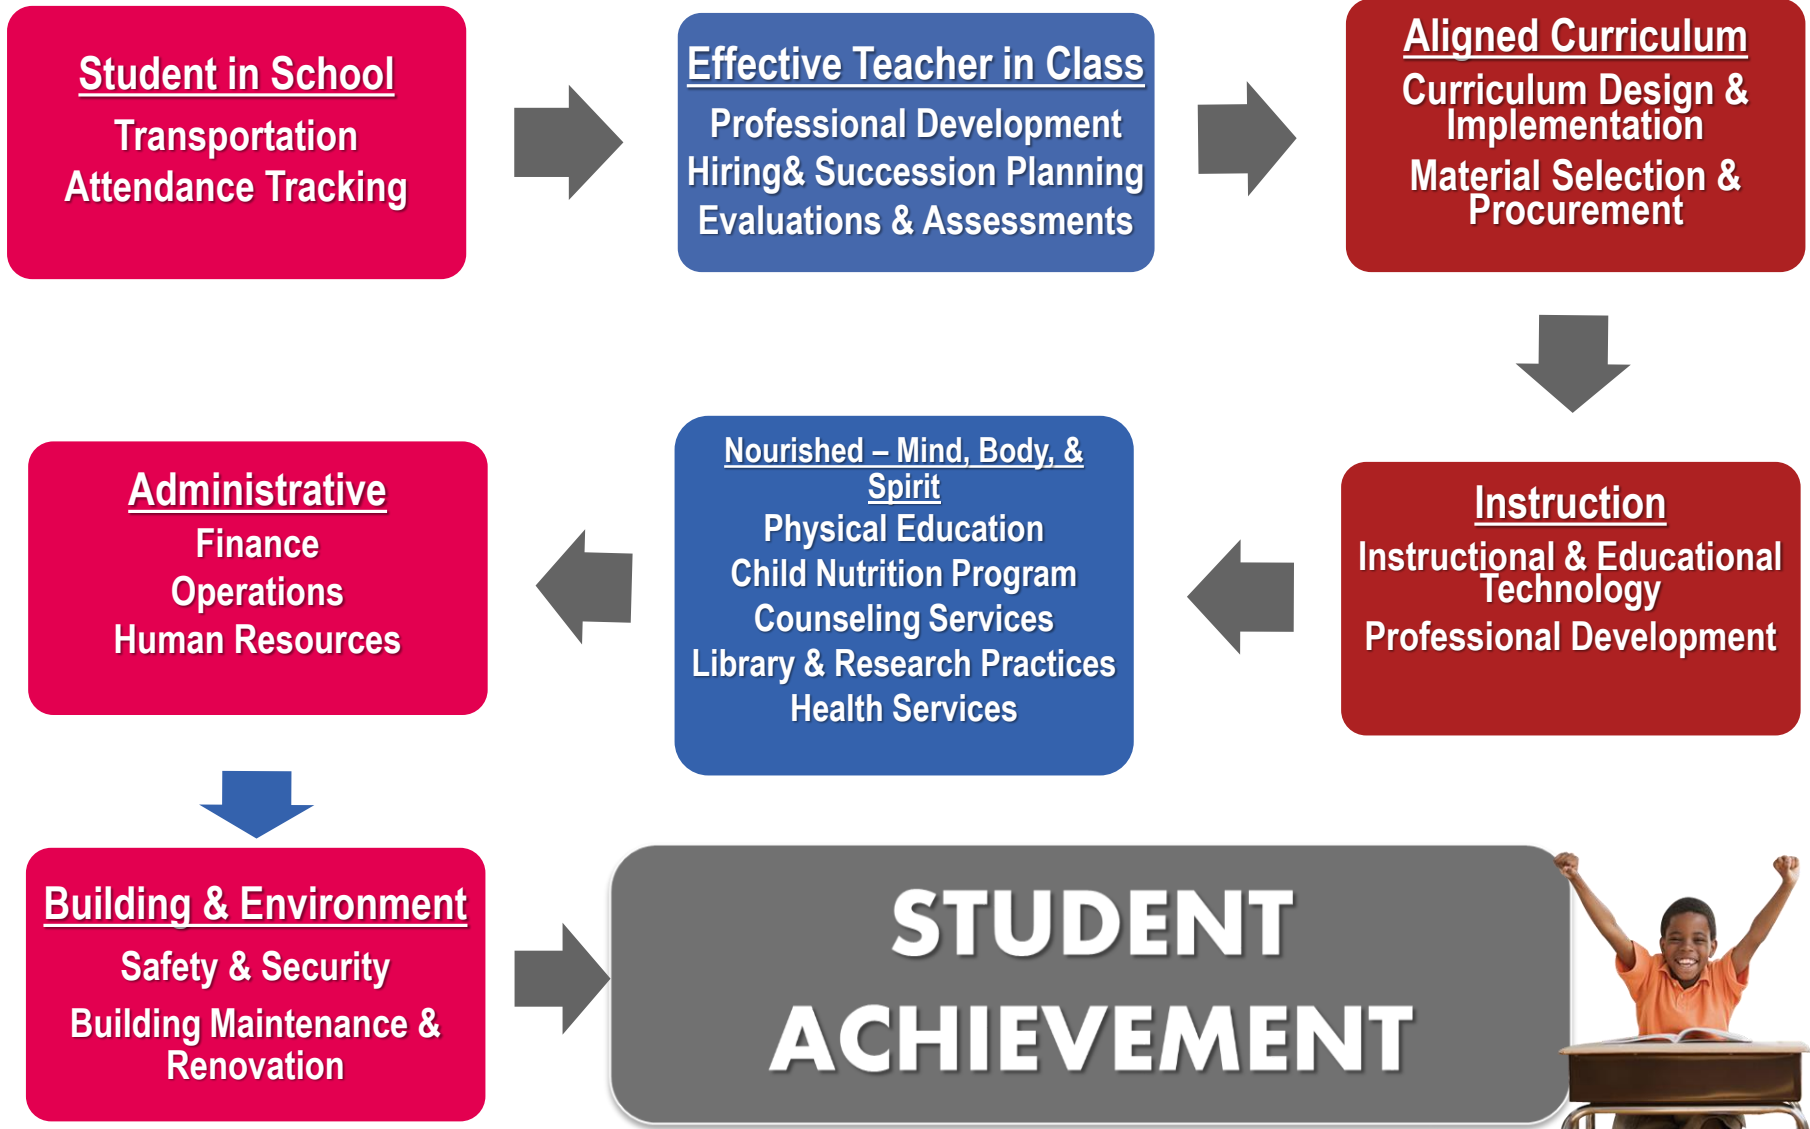 Student in School
Transportation
Attendance Tracking
Effective Teacher in Class
Professional Development
Hiring& Succession Planning
Evaluations & Assessments
Aligned Curriculum
Curriculum Design &
Implementation
Material Selection &
Procurement
Instruction
Instructional & Educational
Technology
Professional Development
Nourished – Mind, Body, &
Spirit
Physical Education
Child Nutrition Program
Counseling Services
Library & Research Practices
Health Services
Administrative
Finance
Operations
Human Resources
Building & Environment
Safety & Security
Building Maintenance &
Renovation
STUDENT
ACHIEVEMENT